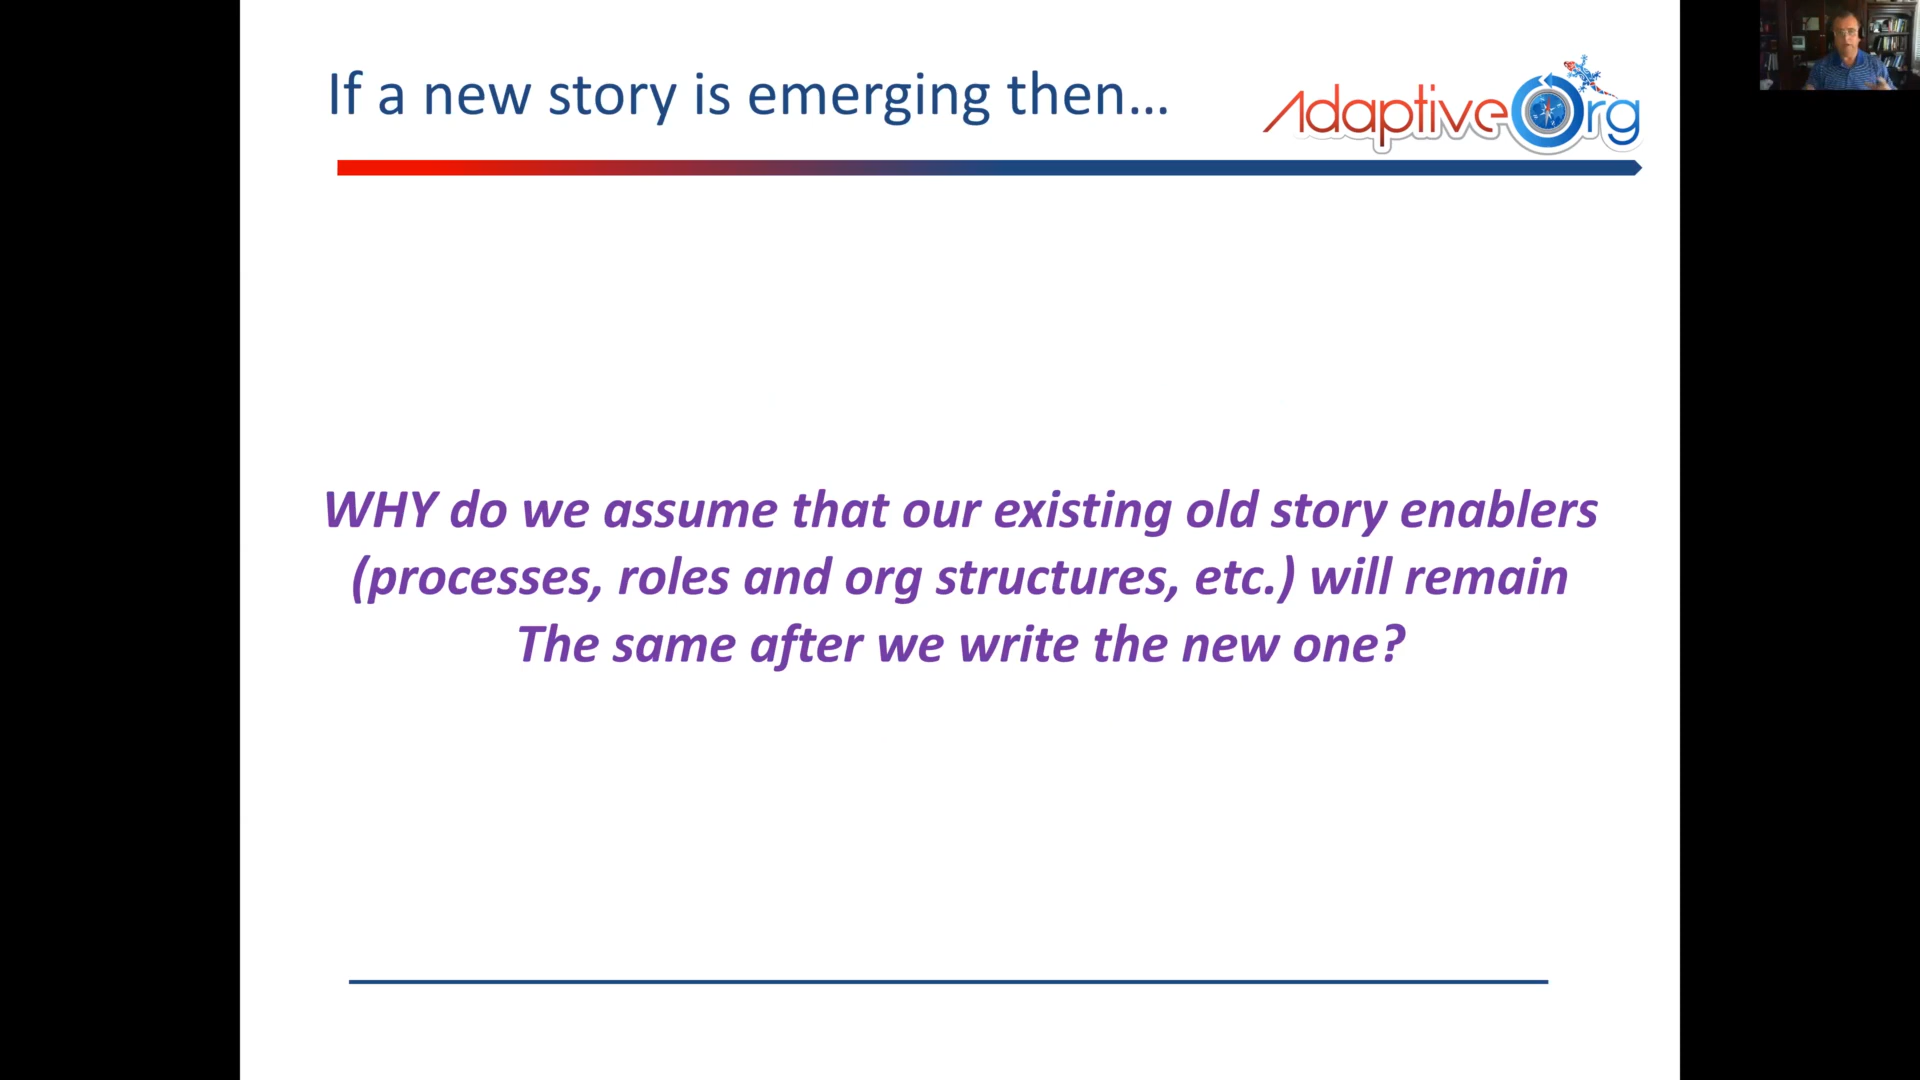 If a new story is emerging then...
AdaptiveOrg
WHY do we assume that our existing old story enablers
(processes, roles and org structures, etc.) will remain
The same after we write the new one?